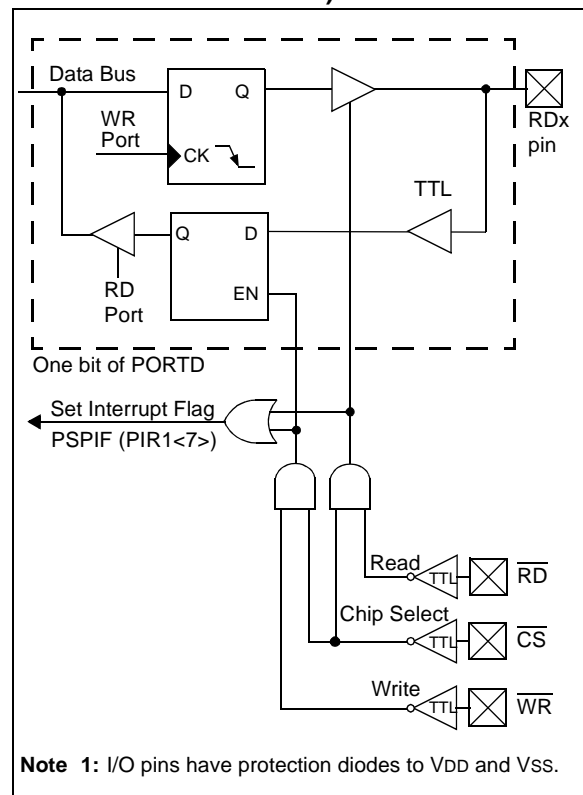 Data Bus
D Q
WR
Port
CK
RDx
pin
TTL
Q D
RD
Port
EN
One bit of PORTD
Set Interrupt Flag
PSPIF (PIR1<7>)
Read
TTL
RD
Chip Select
TTL
CS
Write
TTL
WR
Note 1: I/O pins have protection diodes to VDD and VSS.